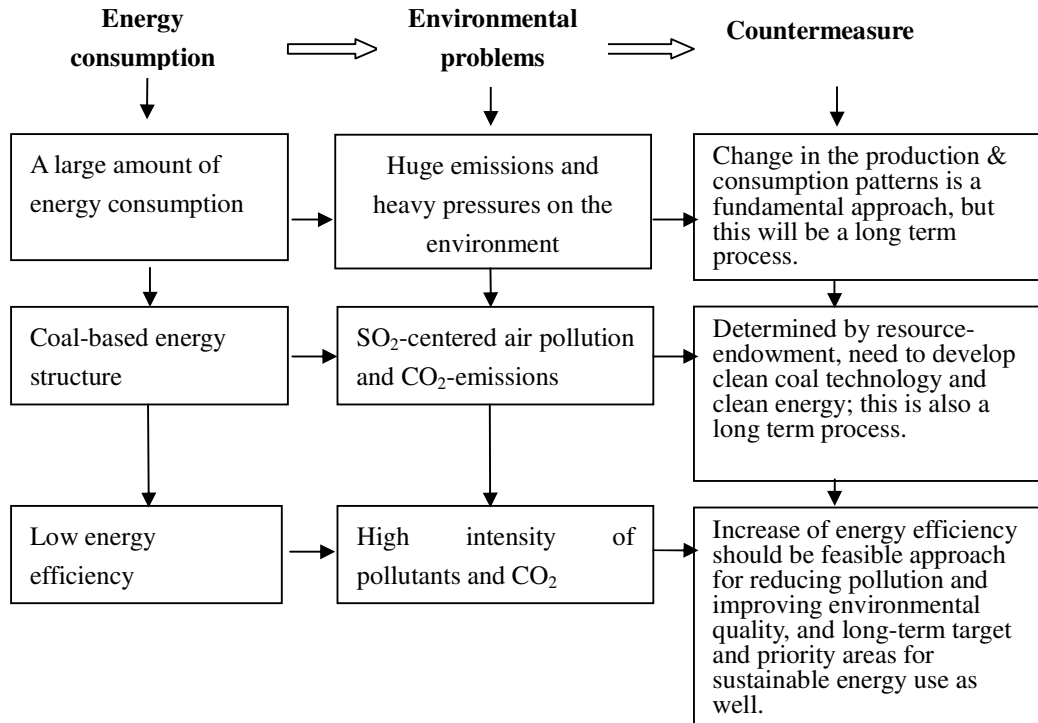 Energy
consumption
Environmental
problems
Countermeasure
A large amount of
energy consumption
Huge emissions and
heavy pressures on the
environment
Change in the production &
consumption patterns is a
fundamental approach, but
this will be a long term
process.
Coal-based energy
structure
SO₂-centered air pollution
and CO₂-emissions
Determined by resource-
endowment, need to develop
clean coal technology and
clean energy; this is also a
long term process.
Low energy
efficiency
High intensity of
pollutants and CO₂
Increase of energy efficiency
should be feasible approach
for reducing pollution and
improving environmental
quality, and long-term target
and priority areas for
sustainable energy use as
well.